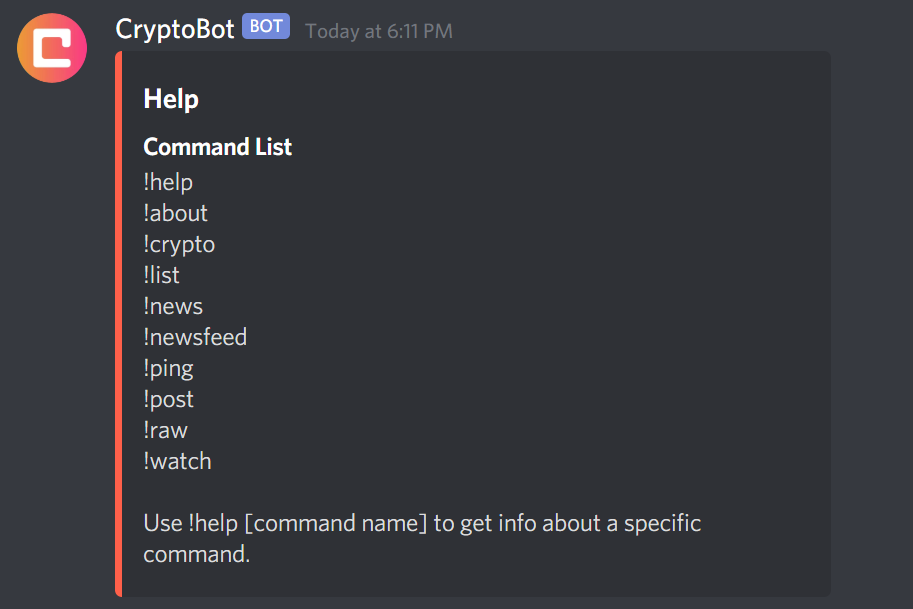 CryptoBot BOT Today at 6:11 PM
Help
Command List
!help
!about
!crypto
!list
!news
!newsfeed
!ping
!post
!raw
!watch
Use !help [command name] to get info about a specific
command.